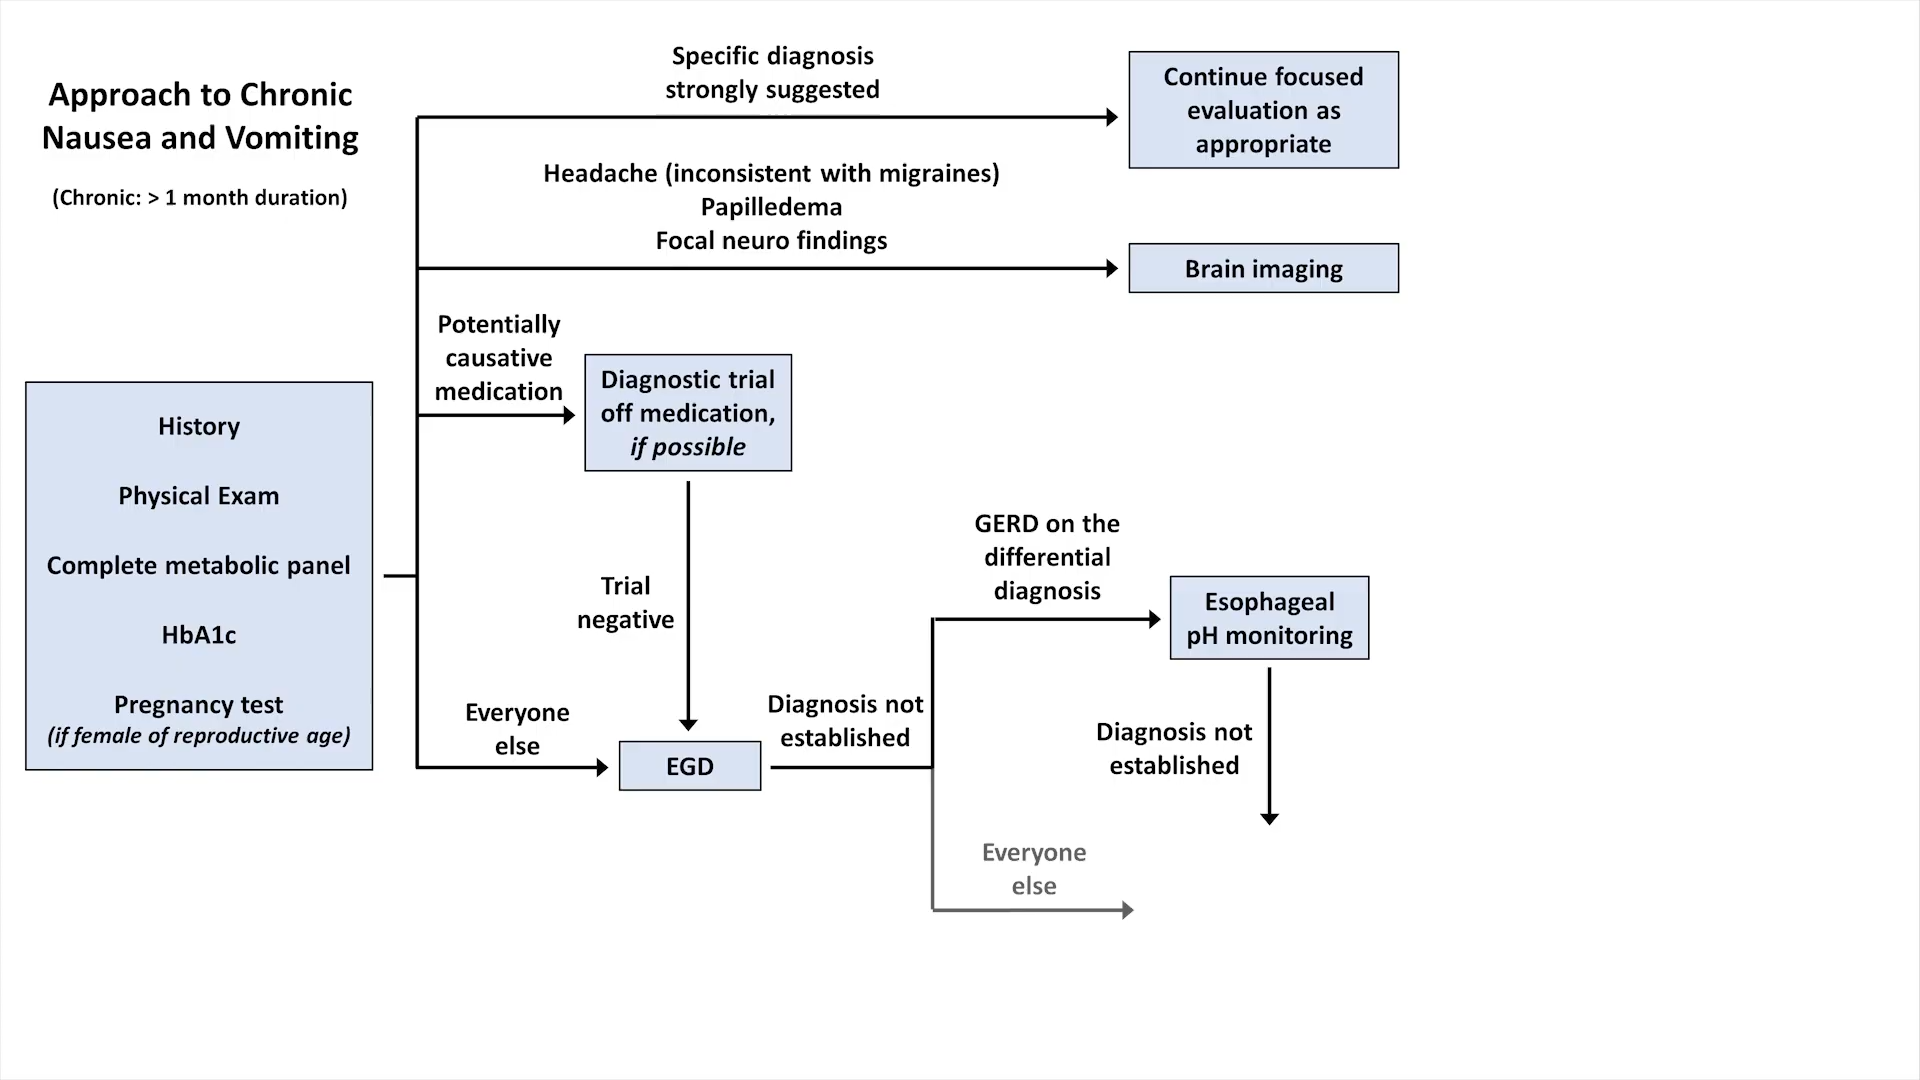 Approach to Chronic
Nausea and Vomiting
(Chronic: > 1 month duration)
History
Physical Exam
Complete metabolic panel
HbA1c
Pregnancy test
(if female of reproductive age)
Specific diagnosis
strongly suggested
Continue focused
evaluation as
appropriate
Headache (inconsistent with migraines)
Papilledema
Focal neuro findings
Brain imaging
Potentially
causative
medication
Diagnostic trial
off medication,
if possible
Trial
negative
Everyone
else
EGD
Diagnosis not
established
GERD on the
differential
diagnosis
Esophageal
pH monitoring
Diagnosis not
established
Everyone
else